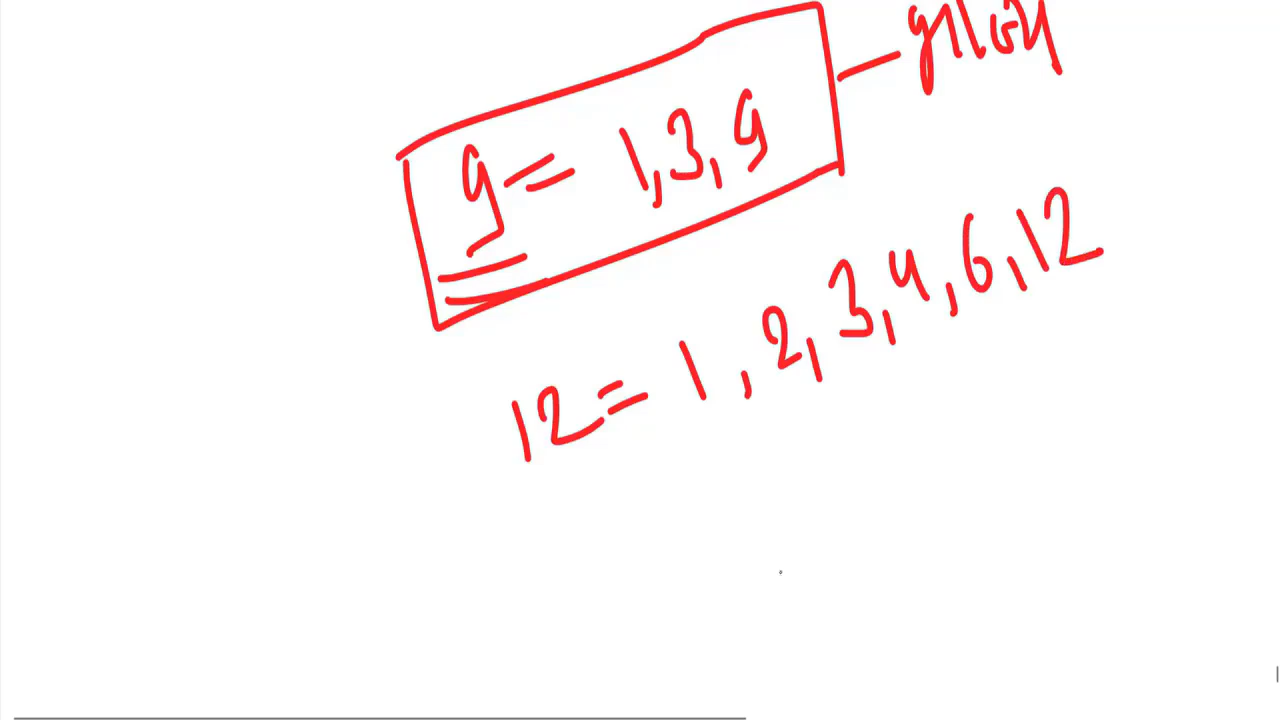 9 = 1, 3, 9
12 = 1, 2, 3, 4, 6, 12